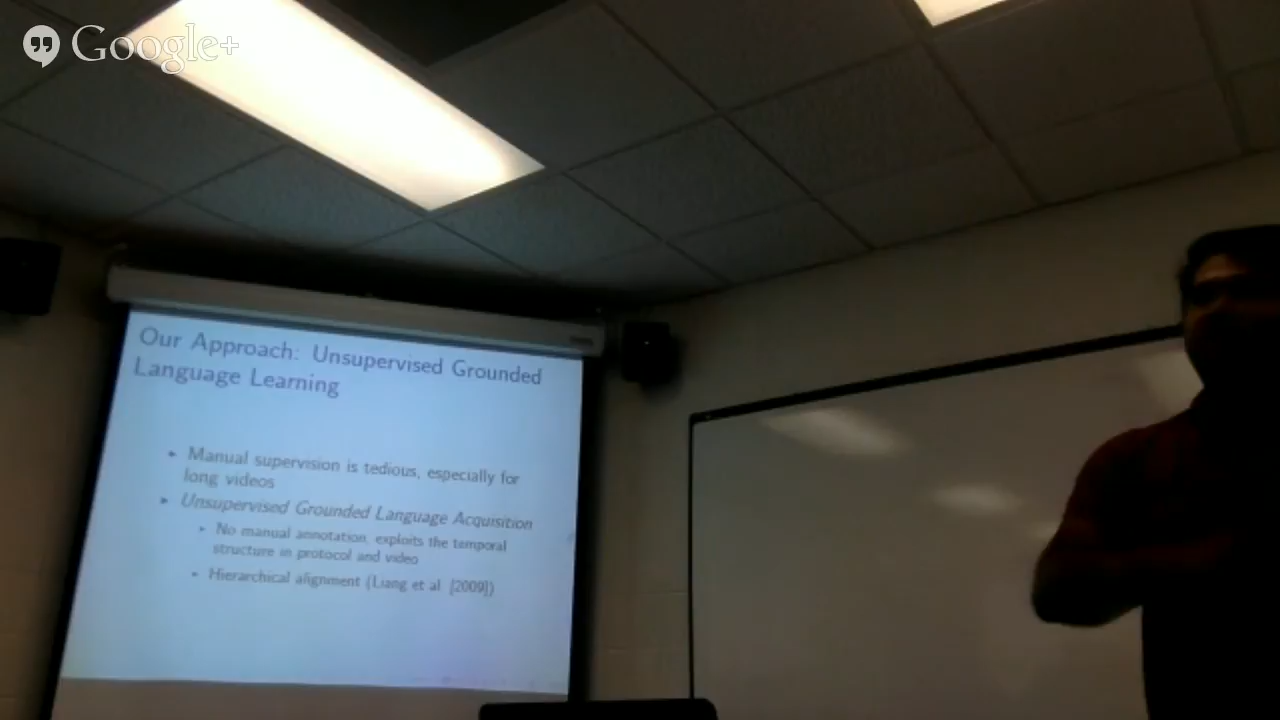 Google+
Our Approach: Unsupervised Grounded
Language Learning
Manual supervision is tedious, especially for
long videos
Unsupervised Grounded Language Acquisition
No manual annotation, exploits the temporal
structure in protocol and video
Hierarchical alignment (Liang et al. [2009])